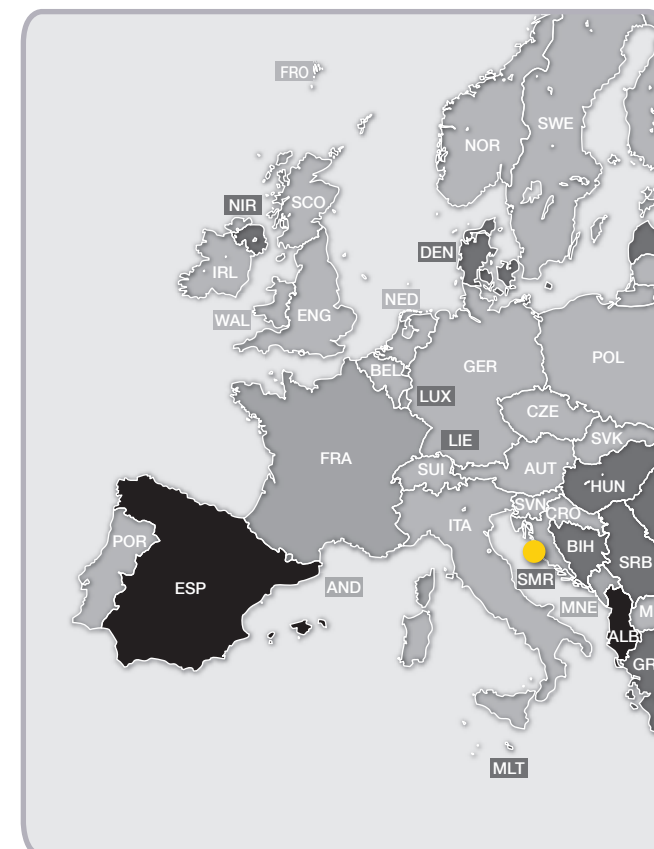 FRO
SWE
NOR
NIR
SCO
DEN
IRL
NED
WAL
ENG
POL
GER
BEL
LUX
CZE
LIE
SVK
FRA
SUI
AUT
HUN
SVN
CRO
ITA
POR
BIH
SRB
SMR
ESP
AND
MNE
M
ALB
GR
MLT